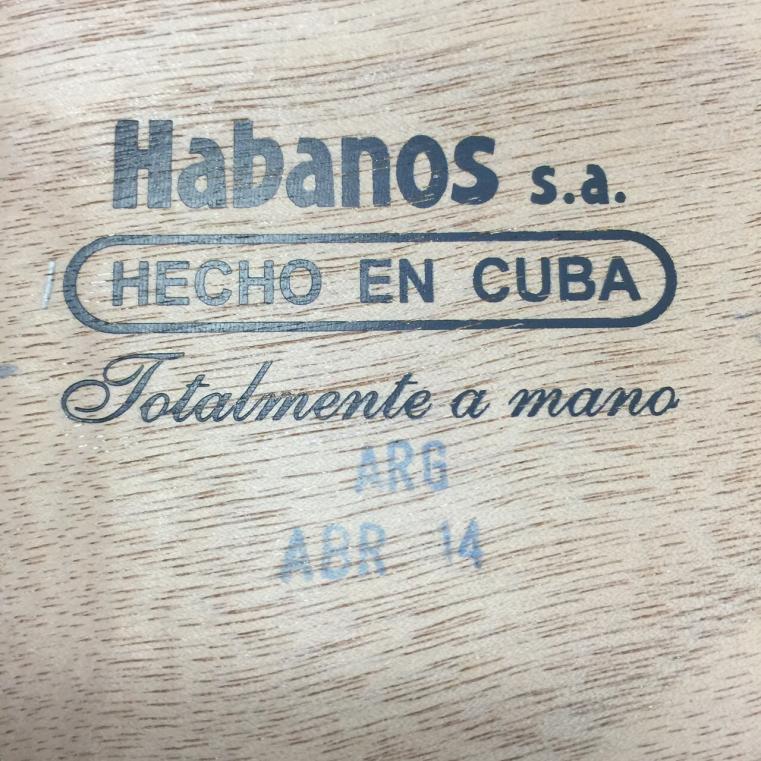 Habanos s.a.
HECHO EN CUBA
Totalmente a mano
ARG
ABR 14